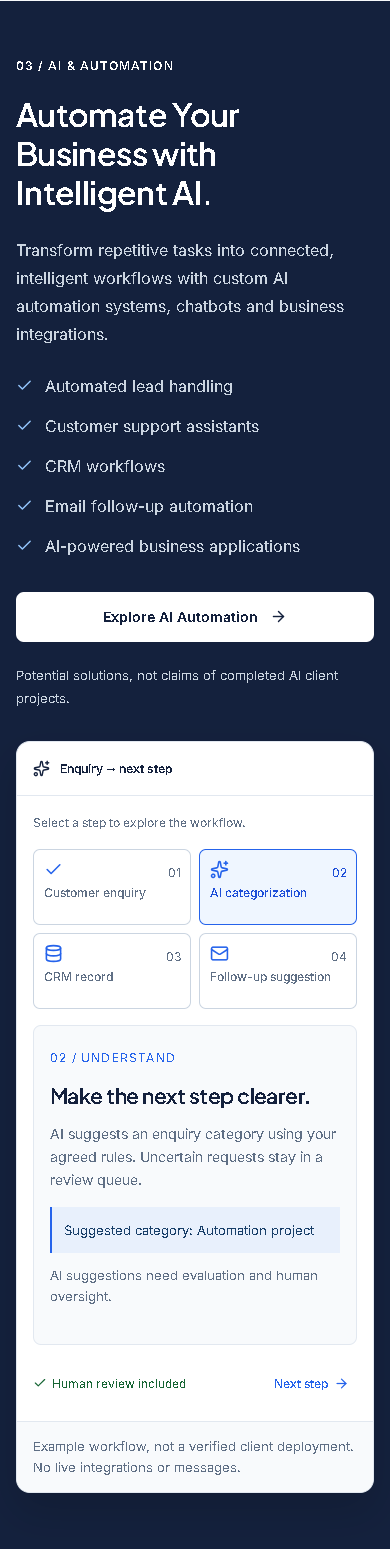 03 / AI & AUTOMATION
Automate Your
Business with
Intelligent AI.
Transform repetitive tasks into connected,
intelligent workflows with custom AI
automation systems, chatbots and business
integrations.
Automated lead handling
Customer support assistants
CRM workflows
Email follow-up automation
AI-powered business applications
Explore AI Automation →
Potential solutions, not claims of completed AI client
projects.
Enquiry → next step
Select a step to explore the workflow.
01
Customer enquiry
02
AI categorization
03
CRM record
04
Follow-up suggestion
02 / UNDERSTAND
Make the next step clearer.
AI suggests an enquiry category using your
agreed rules. Uncertain requests stay in a
review queue.
Suggested category: Automation project
AI suggestions need evaluation and human
oversight.
Human review included
Next step →
Example workflow, not a verified client deployment.
No live integrations or messages.